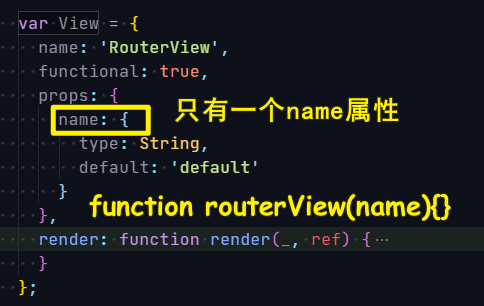 var View = {
name: 'RouterView',
functional: true,
props: {
name: {
只有一个name属性
type: String,
default: 'default'
}
function routerView(name){}
},
render: function render(_, ref) {…
}
};